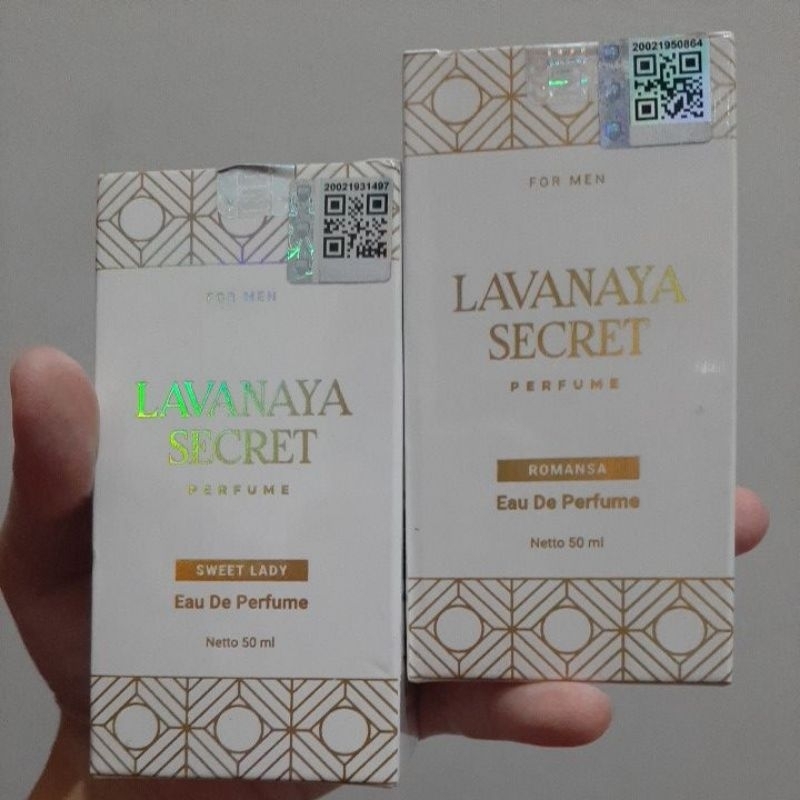 20021931497
FOR MEN
LAVANAYA
SECRET
PERFUME
SWEET LADY
Eau De Perfume
Netto 50 ml
20021950864
FOR MEN
LAVANAYA
SECRET
PERFUME
ROMANSA
Eau De Perfume
Netto 50 ml